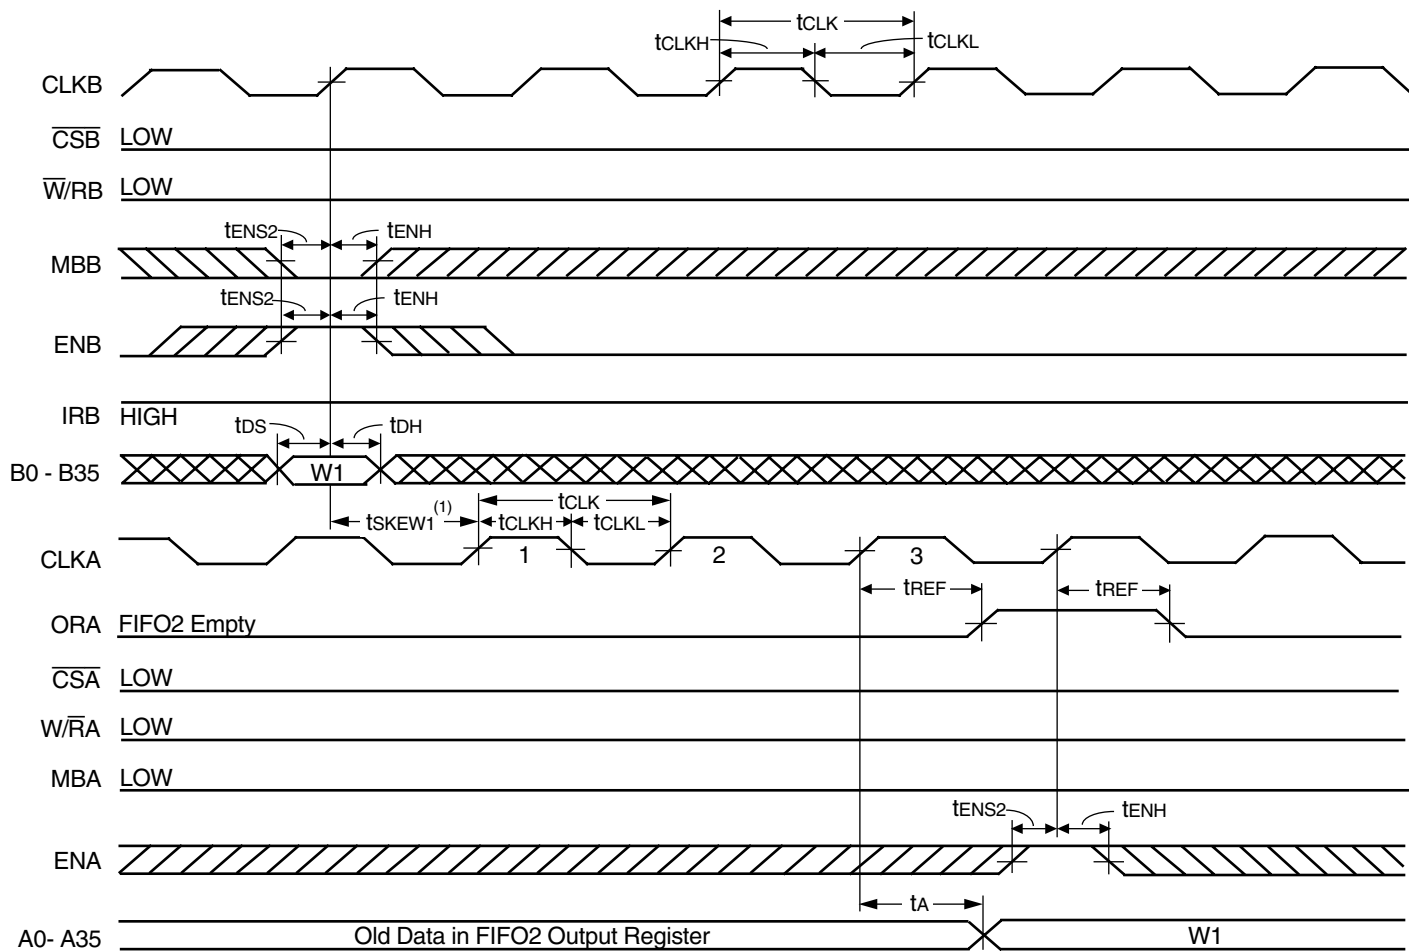 tCLK
tCLKH
tCLKL
CLKB
CSB LOW
W/RB LOW
tENS2 tENH
MBB
tENS2 tENH
ENB
IRB HIGH
tDS tDH
B0 - B35 W1
tCLK
tSKEW1(1) tCLKH tCLKL
CLKA 1 2 3
tREF tREF
ORA FIFO2 Empty
CSA LOW
W/RA LOW
MBA LOW
tENS2 tENH
ENA
tA
A0- A35 Old Data in FIFO2 Output Register W1